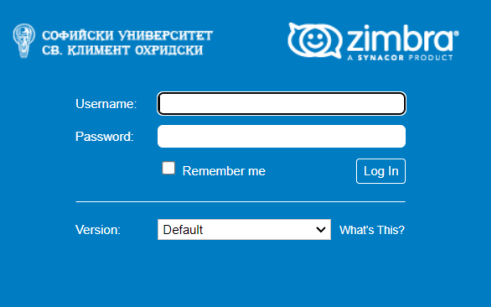 СОФИЙСКИ УНИВЕРСИТЕТ
СВ. КЛИМЕНТ ОХРИДСКИ
zimbra
A SYNACOR PRODUCT
Username:
Password:
Remember me
Log In
Version:
Default
What's This?